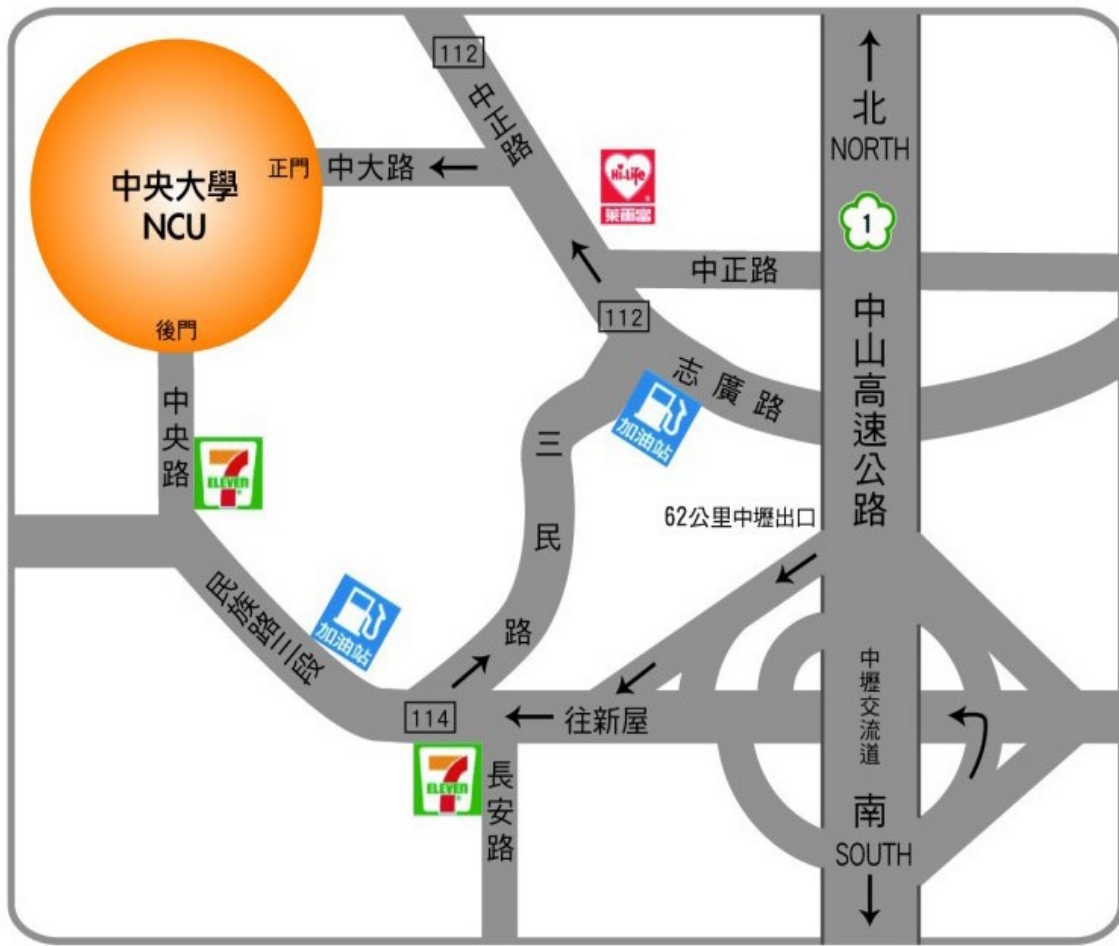 112
中正路
北
NORTH
1
中山高速公路
中央大學
NCU
正門
中大路
Hi-Life
萊爾富
中正路
後門
112
志廣路
中央路
7
ELEVEN
加油站
三民路
62公里中壢出口
民族路三段
加油站
114
往新屋
中壢交流道
7
ELEVEN
長安路
南
SOUTH